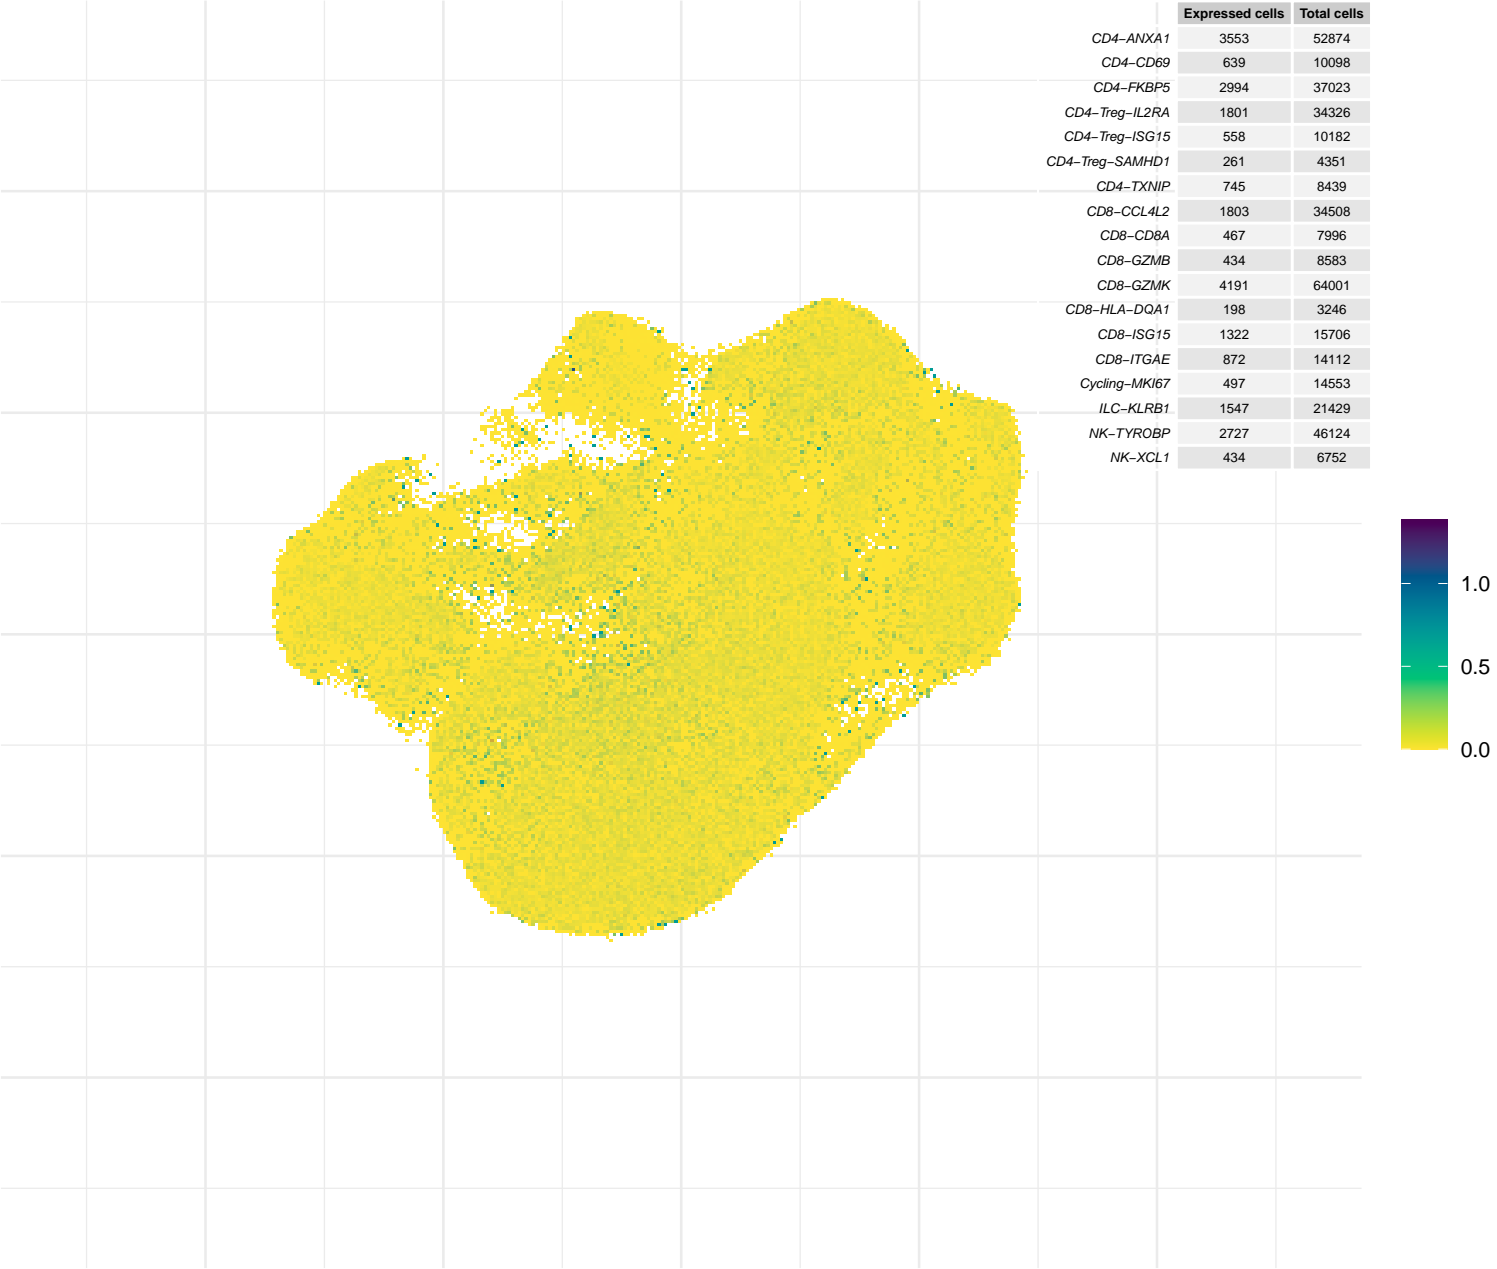 Expressed cells Total cells
CD4−ANXA1 3553 52874
CD4−CD69 639 10098
CD4−FKBP5 2994 37023
CD4−Treg−IL2RA 1801 34326
CD4−Treg−ISG15 558 10182
CD4−Treg−SAMHD1 261 4351
CD4−TXNIP 745 8439
CD8−CCL4L2 1803 34508
CD8−CD8A 467 7996
CD8−GZMB 434 8583
CD8−GZMK 4191 64001
CD8−HLA−DQA1 198 3246
CD8−ISG15 1322 15706
CD8−ITGAE 872 14112
Cycling−MKI67 497 14553
ILC−KLRB1 1547 21429
NK−TYROBP 2727 46124
NK−XCL1 434 6752
1.0
0.5
0.0